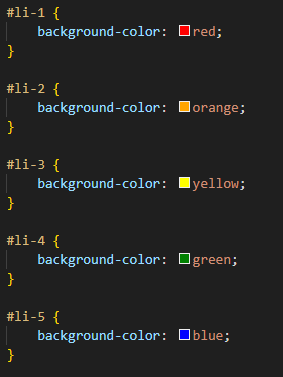 #li-1 {
    background-color: red;
}

#li-2 {
    background-color: orange;
}

#li-3 {
    background-color: yellow;
}

#li-4 {
    background-color: green;
}

#li-5 {
    background-color: blue;
}